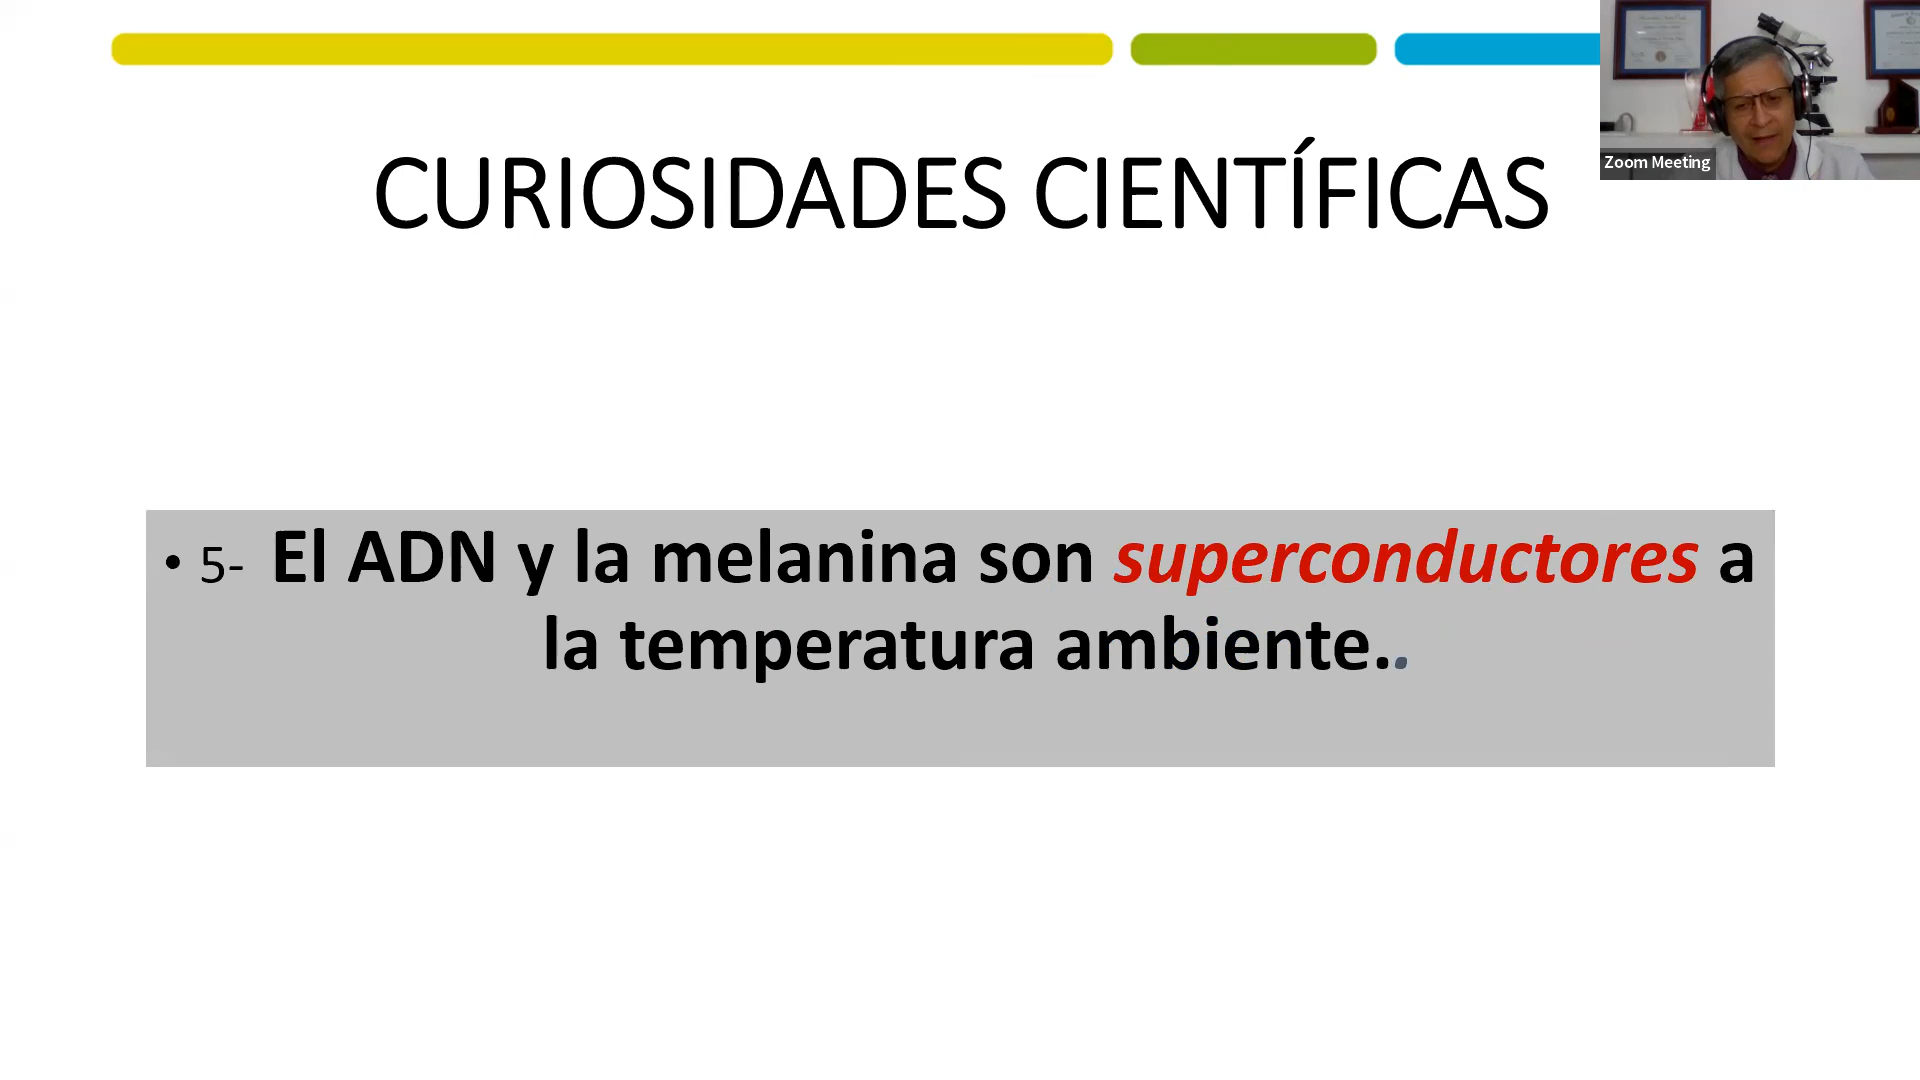 CURIOSIDADES CIENTÍFICAS
Zoom Meeting
• 5- El ADN y la melanina son superconductores a
la temperatura ambiente..